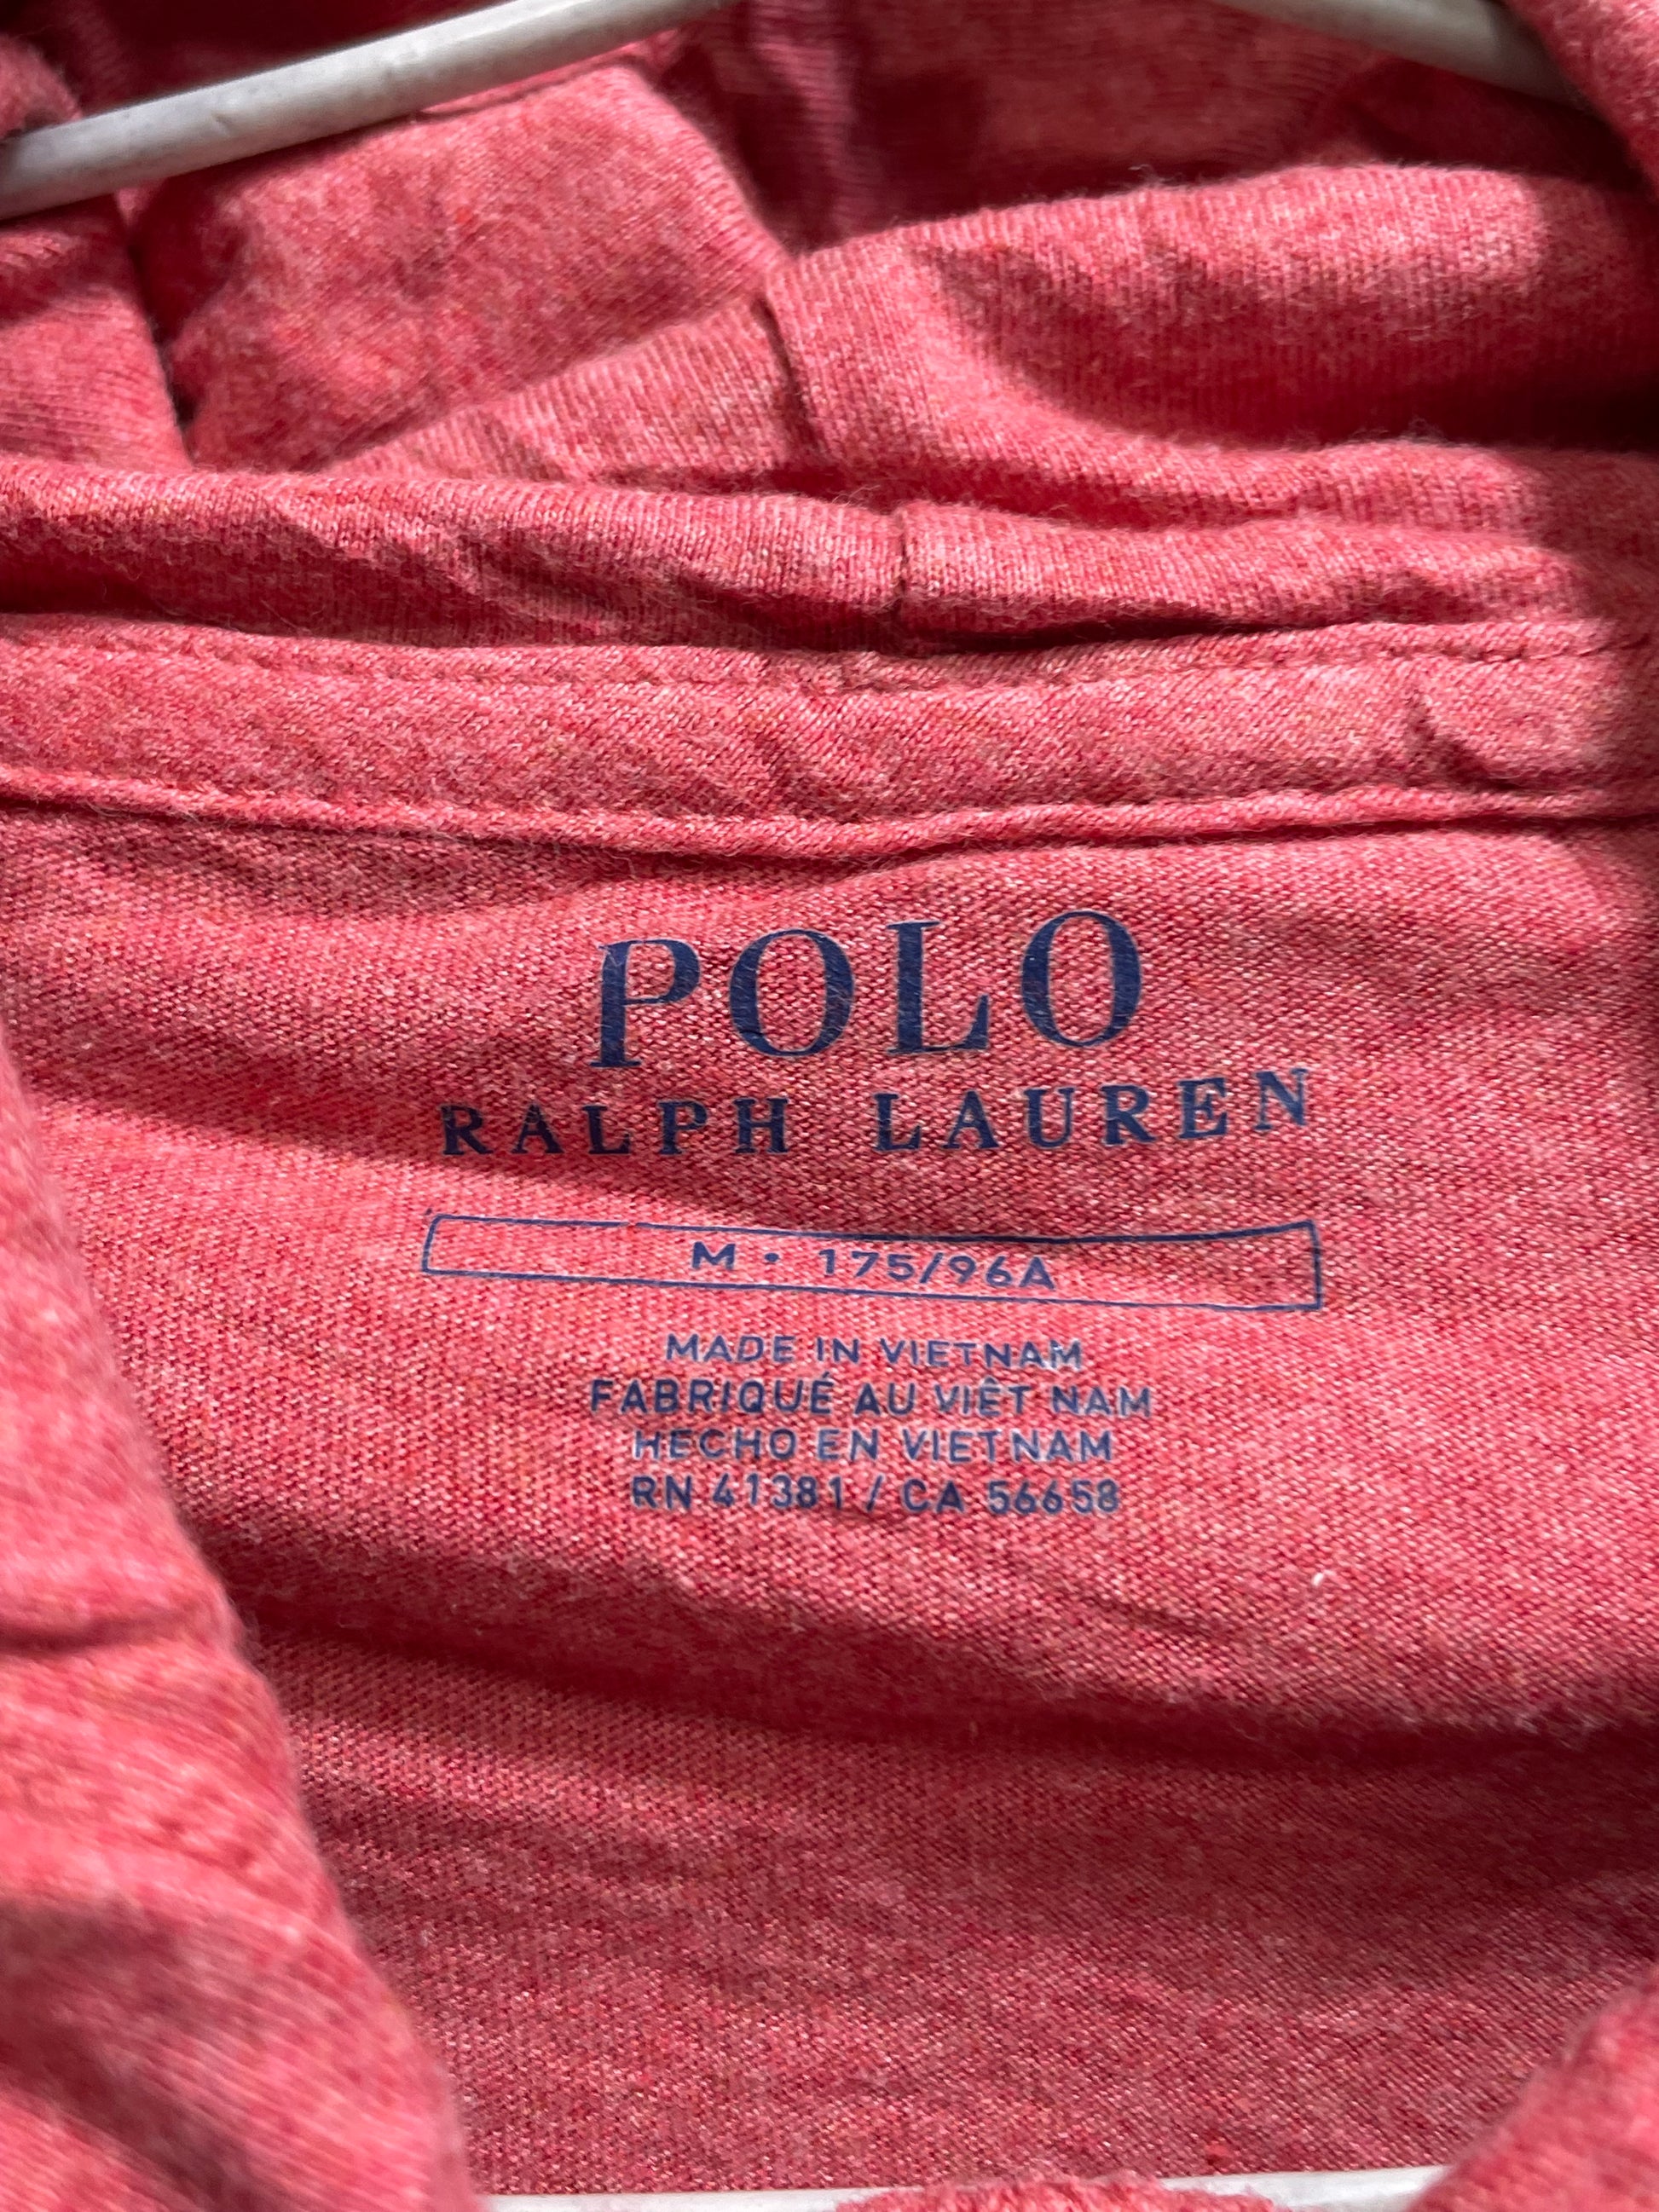 POLO
RALPH LAUREN
M • 175/96A
MADE IN VIETNAM
FABRIQUÉ AU VIÊT NAM
HECHO EN VIETNAM
RN 41381 / CA 56658